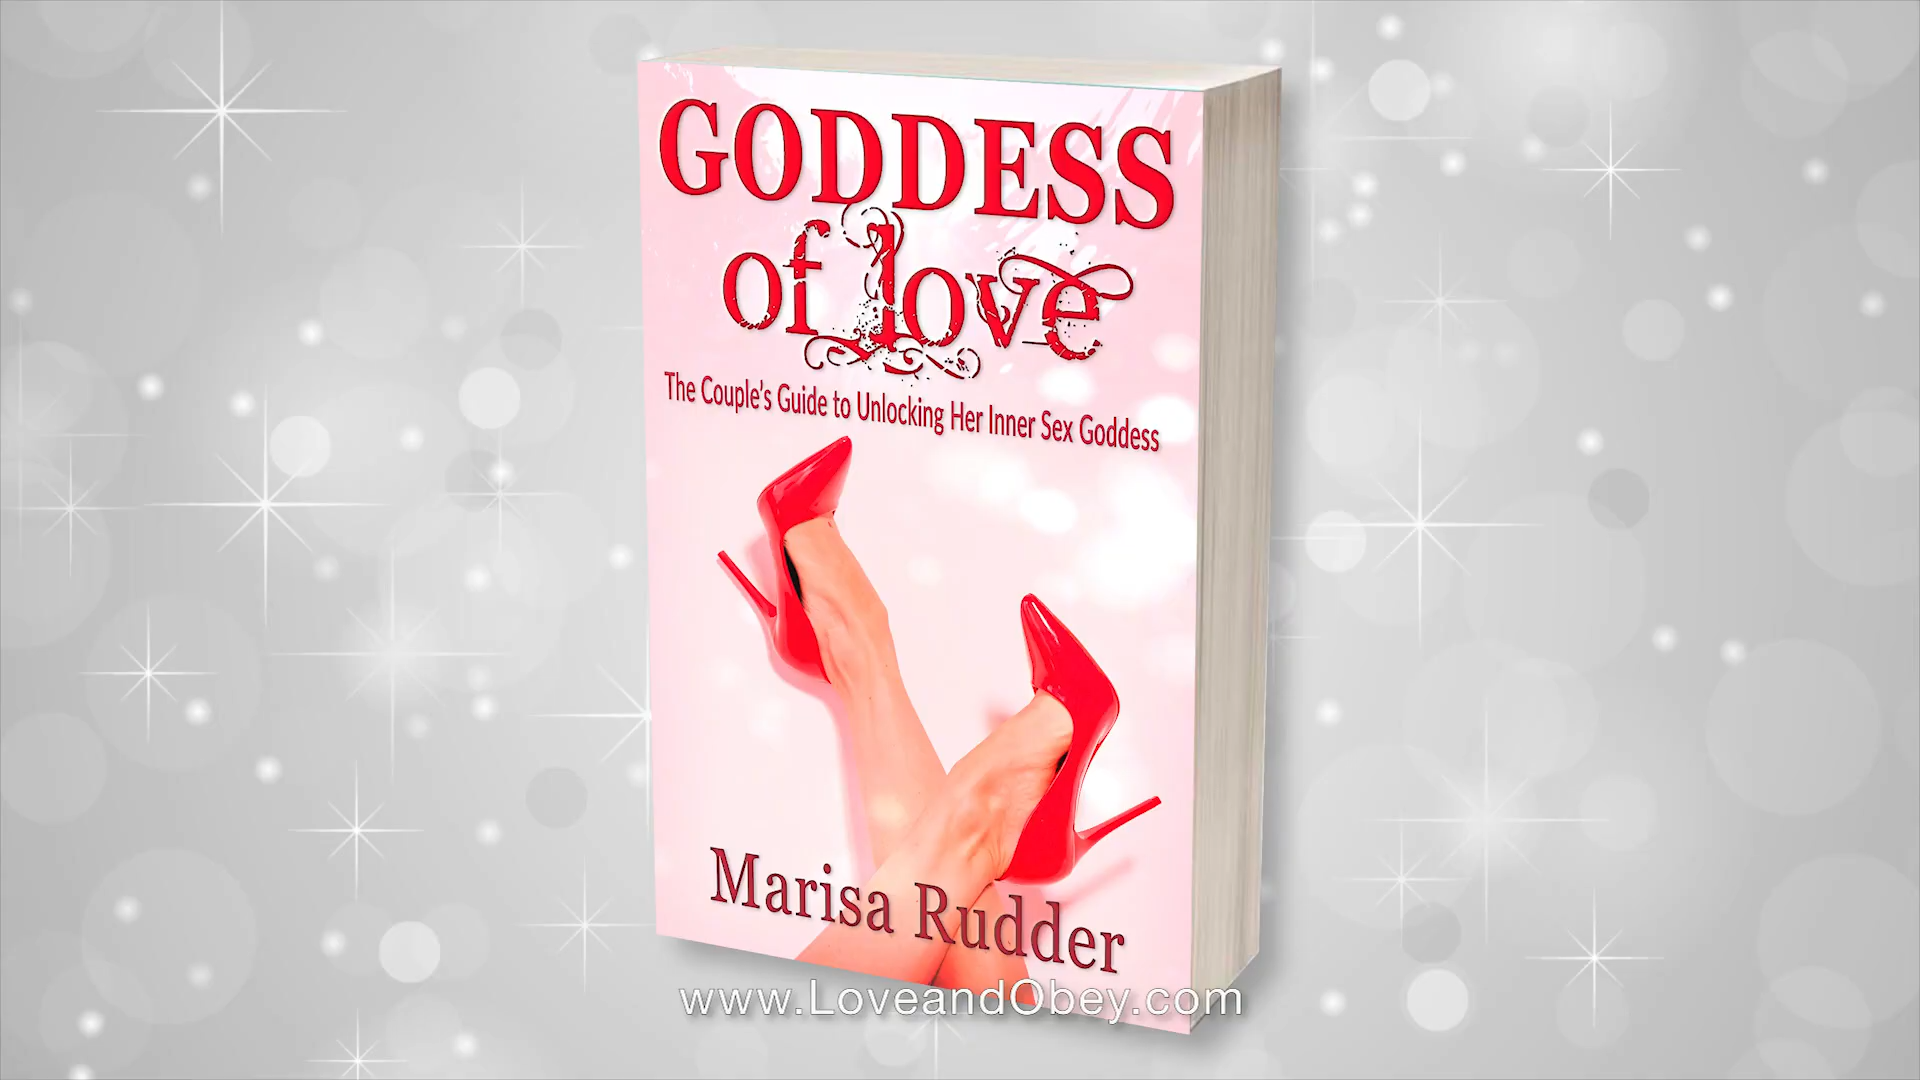 GODDESS
of love
The Couple's Guide to Unlocking Her Inner Sex Goddess
Marisa Rudder
www.LoveandObey.com